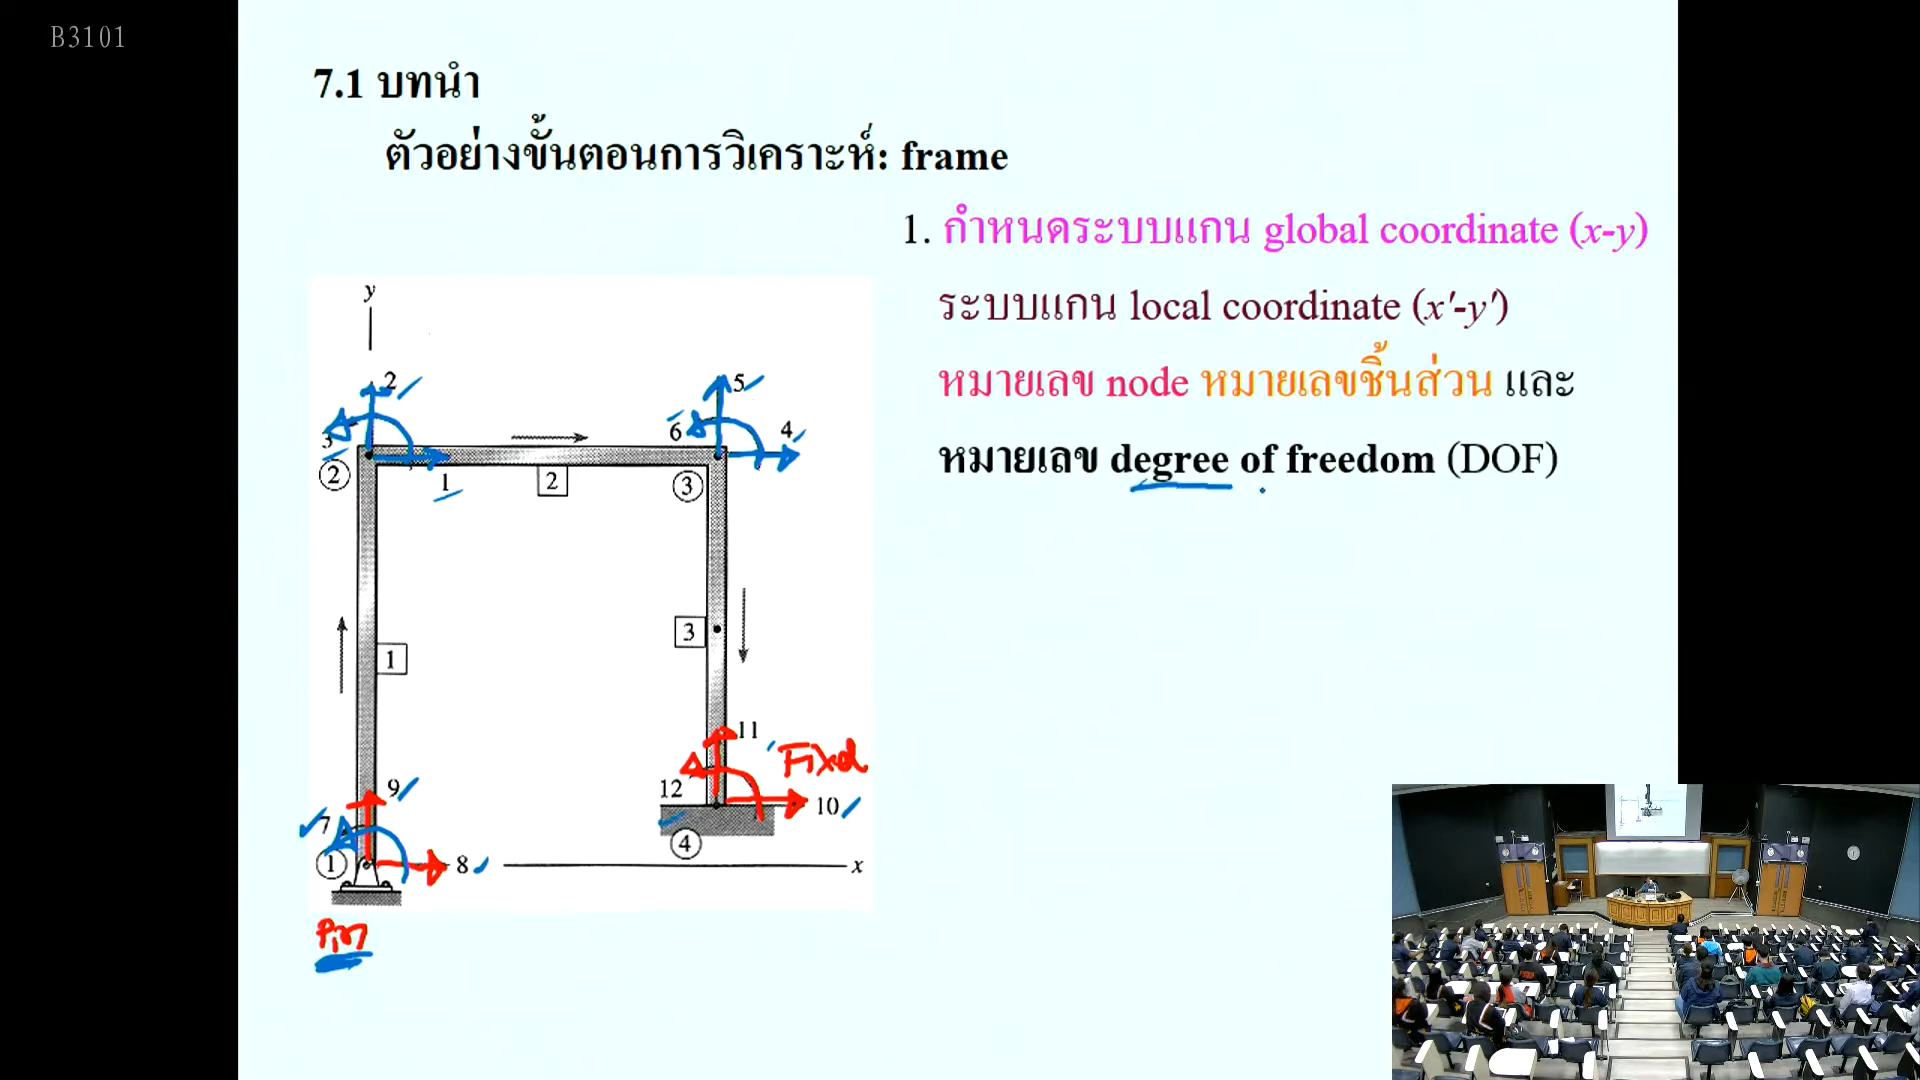 B3101
7.1 บทนำ
ตัวอย่างขั้นตอนการวิเคราะห์: frame
1. กำหนดระบบแกน global coordinate (x-y)
ระบบแกน local coordinate (x'-y')
หมายเลข node หมายเลขชิ้นส่วน และ
หมายเลข degree of freedom (DOF)
y
2
5
3
6
4
2
1
2
3
3
1
11
Fixed
9
12
10
7
4
1
8
x
Pin